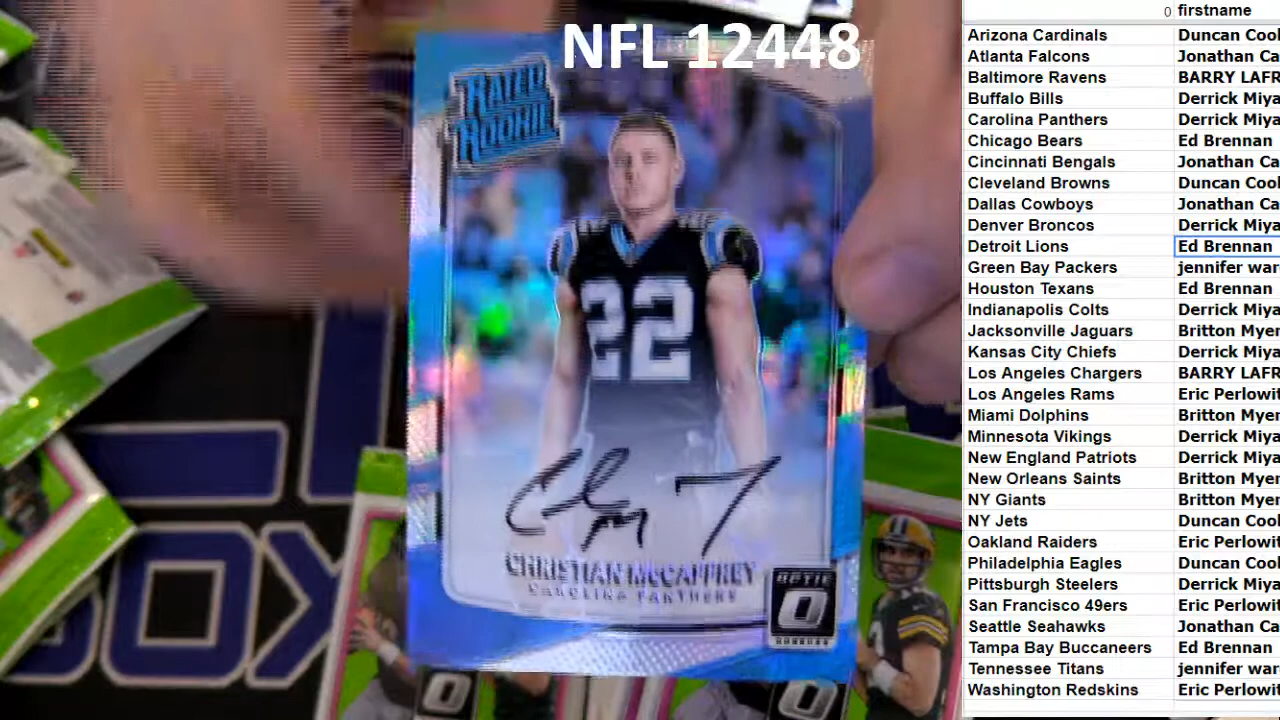 NFL 12448
RATED
ROOKIE
22
CHRISTIAN McCAFFREY
CAROLINA PANTHERS
OPTIC
O
DONRUSS
0 firstname
Arizona Cardinals Duncan Cool
Atlanta Falcons Jonathan Ca
Baltimore Ravens BARRY LAFR
Buffalo Bills Derrick Miya
Carolina Panthers Derrick Miya
Chicago Bears Ed Brennan
Cincinnati Bengals Jonathan Ca
Cleveland Browns Duncan Cool
Dallas Cowboys Jonathan Ca
Denver Broncos Derrick Miya
Detroit Lions Ed Brennan
Green Bay Packers jennifer war
Houston Texans Ed Brennan
Indianapolis Colts Derrick Miya
Jacksonville Jaguars Britton Myer
Kansas City Chiefs Derrick Miya
Los Angeles Chargers BARRY LAFR
Los Angeles Rams Eric Perlowit
Miami Dolphins Britton Myer
Minnesota Vikings Derrick Miya
New England Patriots Derrick Miya
New Orleans Saints Britton Myer
NY Giants Britton Myer
NY Jets Duncan Cool
Oakland Raiders Eric Perlowit
Philadelphia Eagles Duncan Cool
Pittsburgh Steelers Derrick Miya
San Francisco 49ers Eric Perlowit
Seattle Seahawks Jonathan Ca
Tampa Bay Buccaneers Ed Brennan
Tennessee Titans jennifer war
Washington Redskins Eric Perlowit